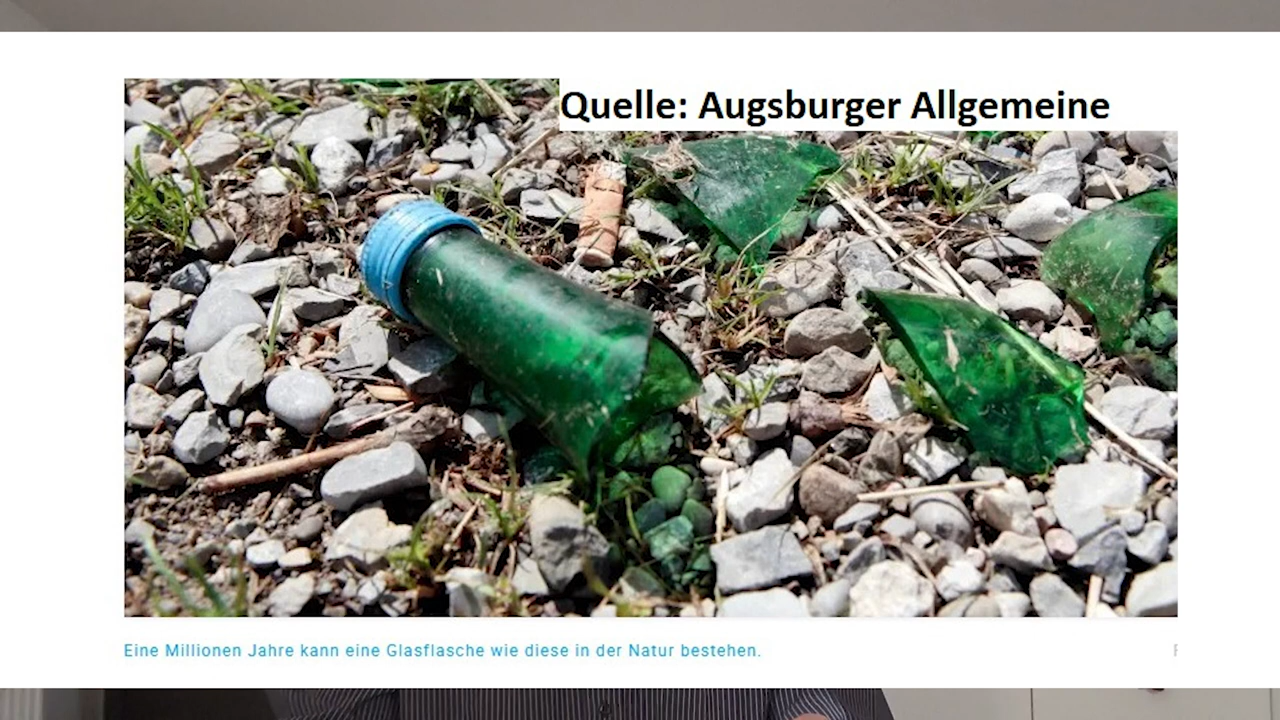 Quelle: Augsburger Allgemeine
Eine Millionen Jahre kann eine Glasflasche wie diese in der Natur bestehen.